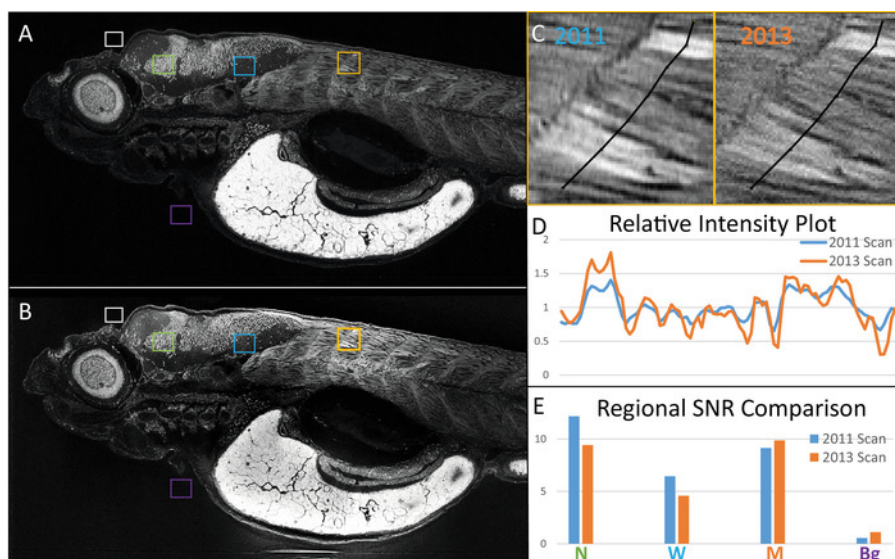 A
B
C
2011
2013
D
Relative Intensity Plot
2011 Scan
2013 Scan
2
1.5
1
0.5
0
E
Regional SNR Comparison
2011 Scan
2013 Scan
10
5
0
N
W
M
Bg